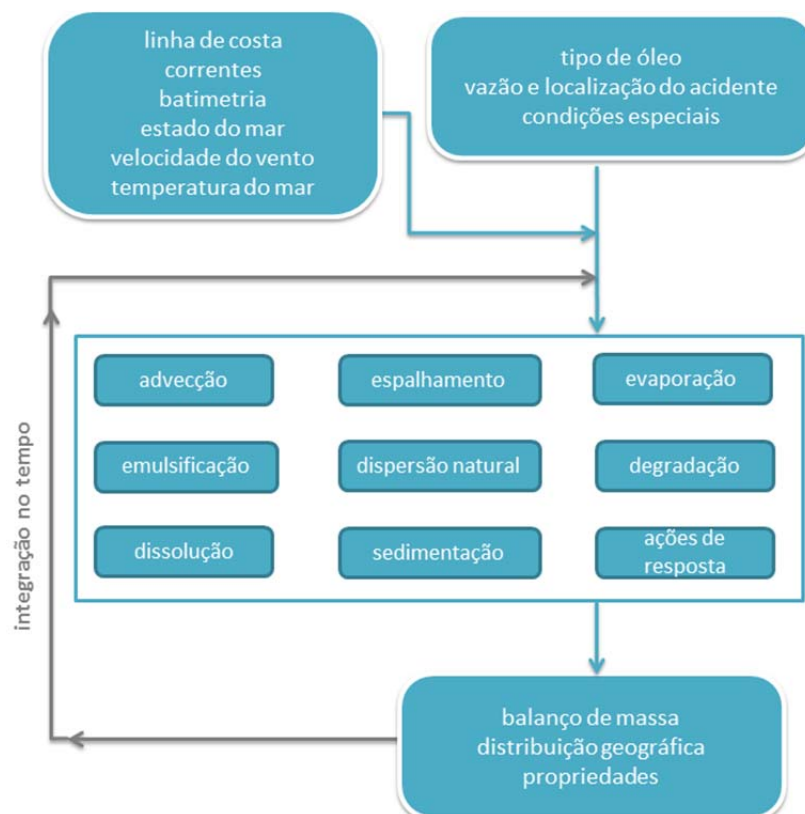 linha de costa
correntes
batimetria
estado do mar
velocidade do vento
temperatura do mar
tipo de óleo
vazão e localização do acidente
condições especiais
integração no tempo
advecção
espalhamento
evaporação
emulsificação
dispersão natural
degradação
dissolução
sedimentação
ações de
resposta
balanço de massa
distribuição geográfica
propriedades